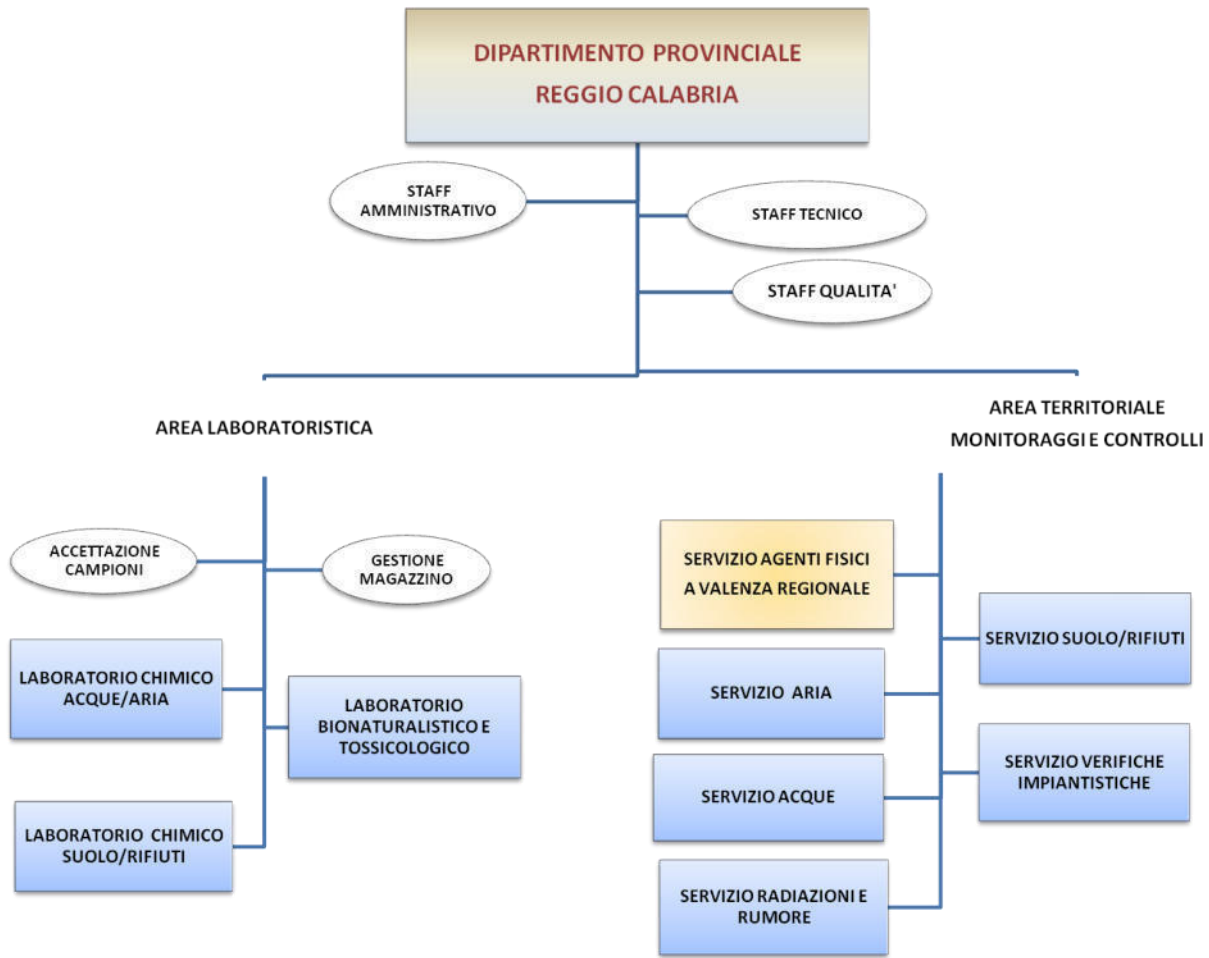 DIPARTIMENTO PROVINCIALE
REGGIO CALABRIA
STAFF
AMMINISTRATIVO
STAFF TECNICO
STAFF QUALITA'
AREA LABORATORISTICA
AREA TERRITORIALE
MONITORAGGI E CONTROLLI
ACCETTAZIONE
CAMPIONI
GESTIONE
MAGAZZINO
LABORATORIO CHIMICO
ACQUE/ARIA
LABORATORIO
BIONATURALISTICO E
TOSSICOLOGICO
LABORATORIO CHIMICO
SUOLO/RIFIUTI
SERVIZIO AGENTI FISICI
A VALENZA REGIONALE
SERVIZIO SUOLO/RIFIUTI
SERVIZIO ARIA
SERVIZIO VERIFICHE
IMPIANTISTICHE
SERVIZIO ACQUE
SERVIZIO RADIAZIONI E
RUMORE